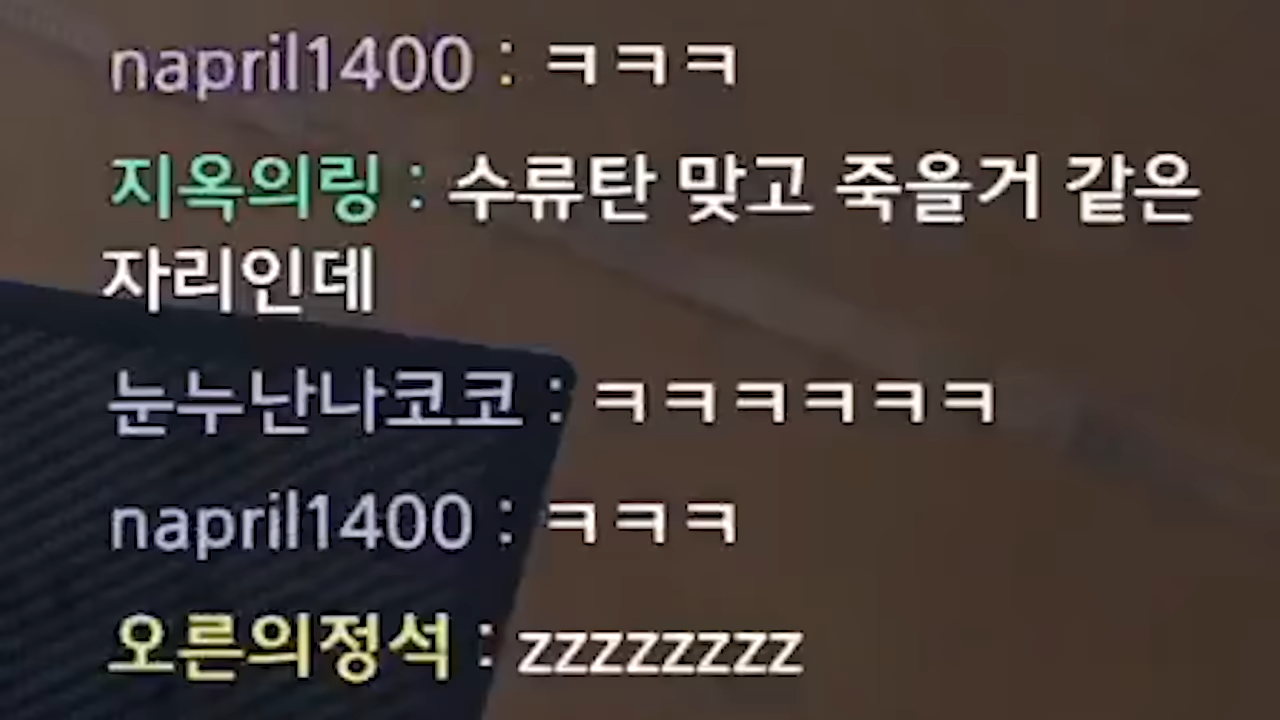 napril1400 : ㅋㅋㅋ
지옥의링 : 수류탄 맞고 죽을거 같은
자리인데
눈누난나코코 : ㅋㅋㅋㅋㅋㅋ
napril1400 : ㅋㅋㅋ
오른의정석 : zzzzzzzz